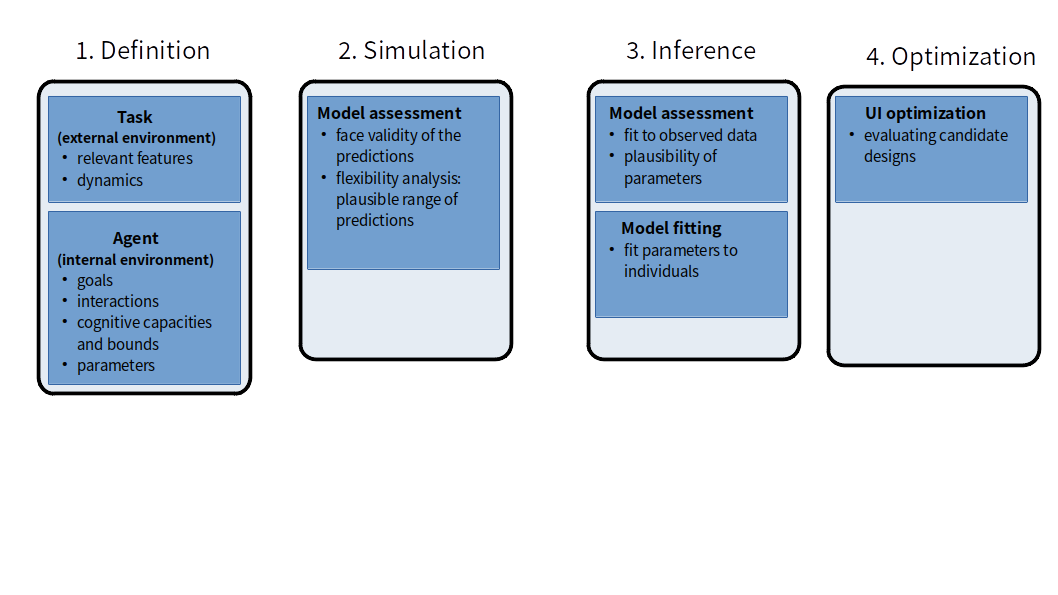 1. Definition
Task
(external environment)
• relevant features
• dynamics
Agent
(internal environment)
• goals
• interactions
• cognitive capacities
and bounds
• parameters
2. Simulation
Model assessment
• face validity of the
predictions
• flexibility analysis:
plausible range of
predictions
3. Inference
Model assessment
• fit to observed data
• plausibility of
parameters
Model fitting
• fit parameters to
individuals
4. Optimization
UI optimization
• evaluating candidate
designs